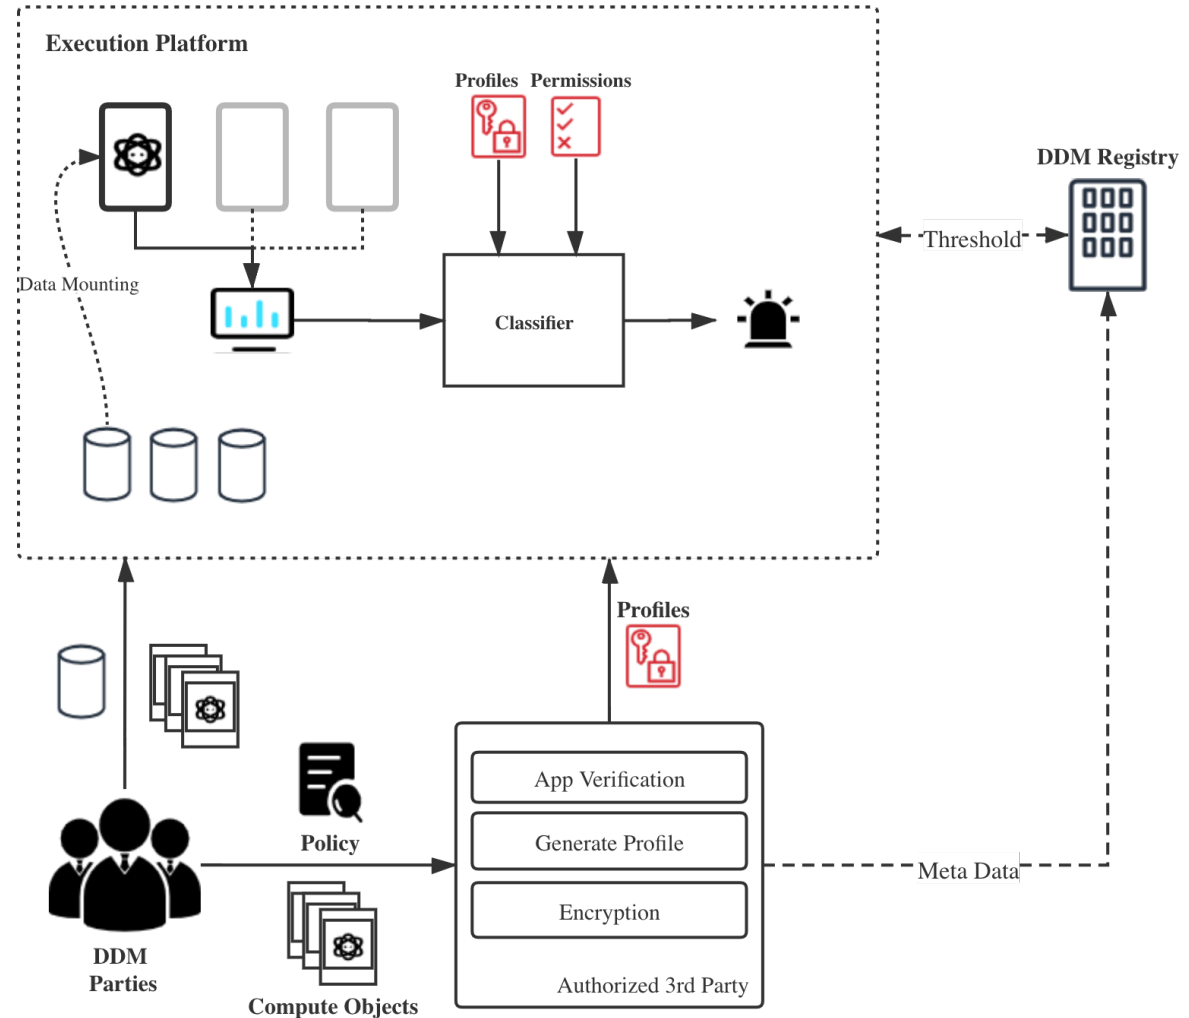 Execution Platform
Profiles
Permissions
DDM Registry
Threshold
Data Mounting
Classifier
Profiles
App Verification
Generate Profile
Encryption
Authorized 3rd Party
Policy
Meta Data
DDM
Parties
Compute Objects